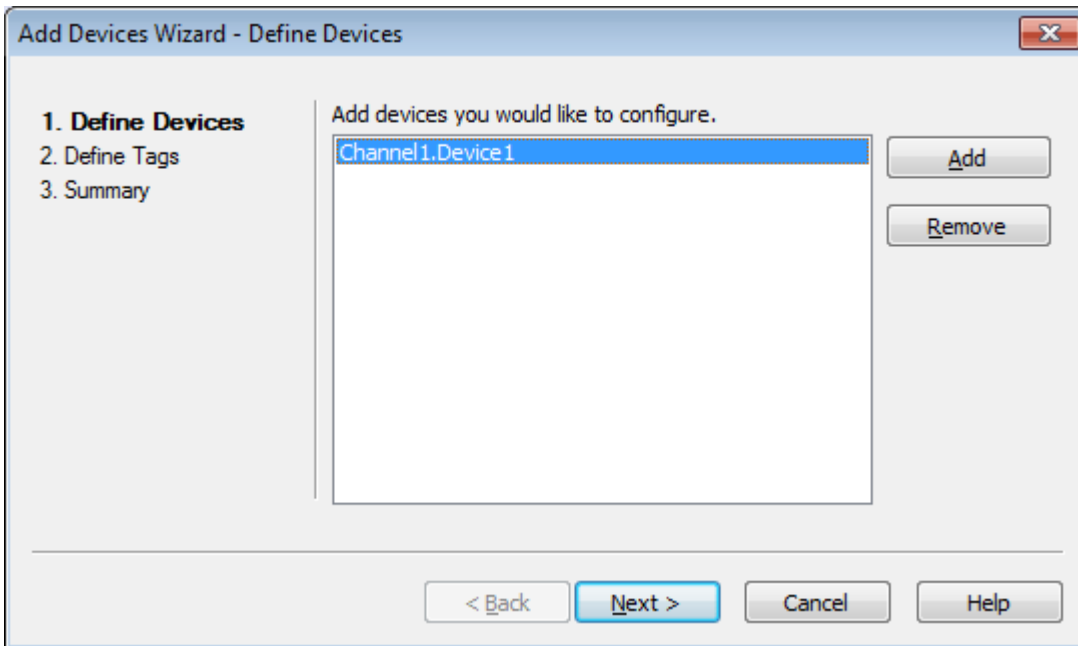 Add Devices Wizard - Define Devices
1. Define Devices
2. Define Tags
3. Summary
Add devices you would like to configure.
Channel1.Device1
Add
Remove
< Back
Next >
Cancel
Help